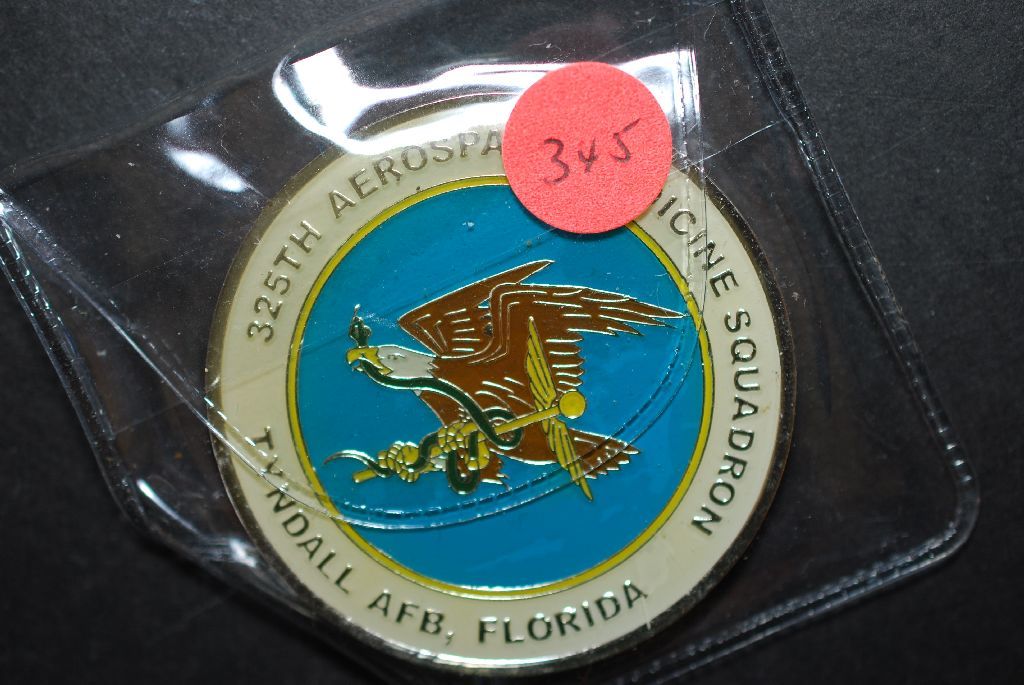 345
325TH AEROSPA ICINE SQUADRON
TYNDALL AFB, FLORIDA